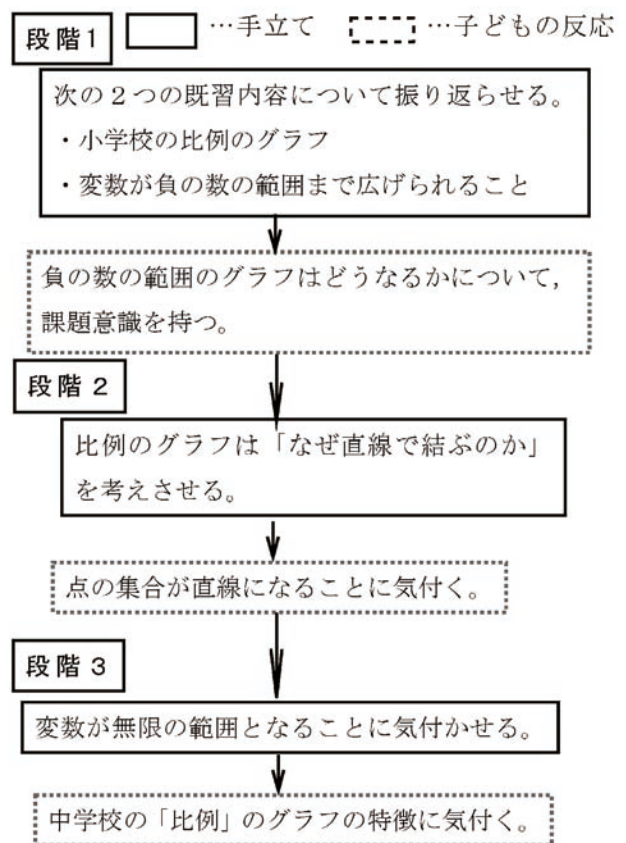 段階1 …手立て …子どもの反応
次の2つの既習内容について振り返らせる。
・小学校の比例のグラフ
・変数が負の数の範囲まで広げられること
負の数の範囲のグラフはどうなるかについて,
課題意識を持つ。
段階2
比例のグラフは「なぜ直線で結ぶのか」
を考えさせる。
点の集合が直線になることに気付く。
段階3
変数が無限の範囲となることに気付かせる。
中学校の「比例」のグラフの特徴に気付く。